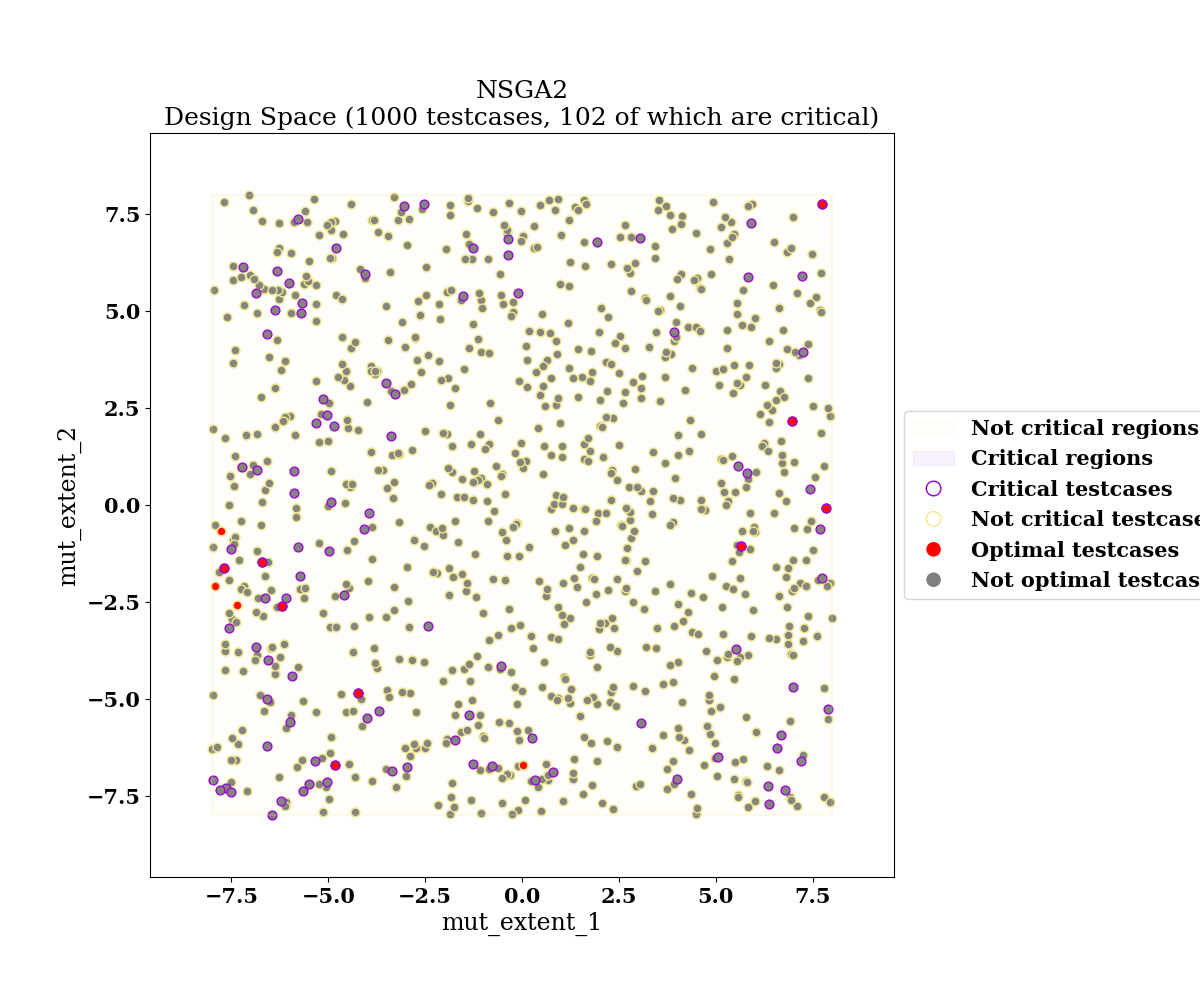 NSGA2
Design Space (1000 testcases, 102 of which are critical)
mut_extent_2
7.5
5.0
2.5
0.0
−2.5
−5.0
−7.5
−7.5 −5.0 −2.5 0.0 2.5 5.0 7.5
mut_extent_1
Not critical regions
Critical regions
Critical testcases
Not critical testcase
Optimal testcases
Not optimal testcas